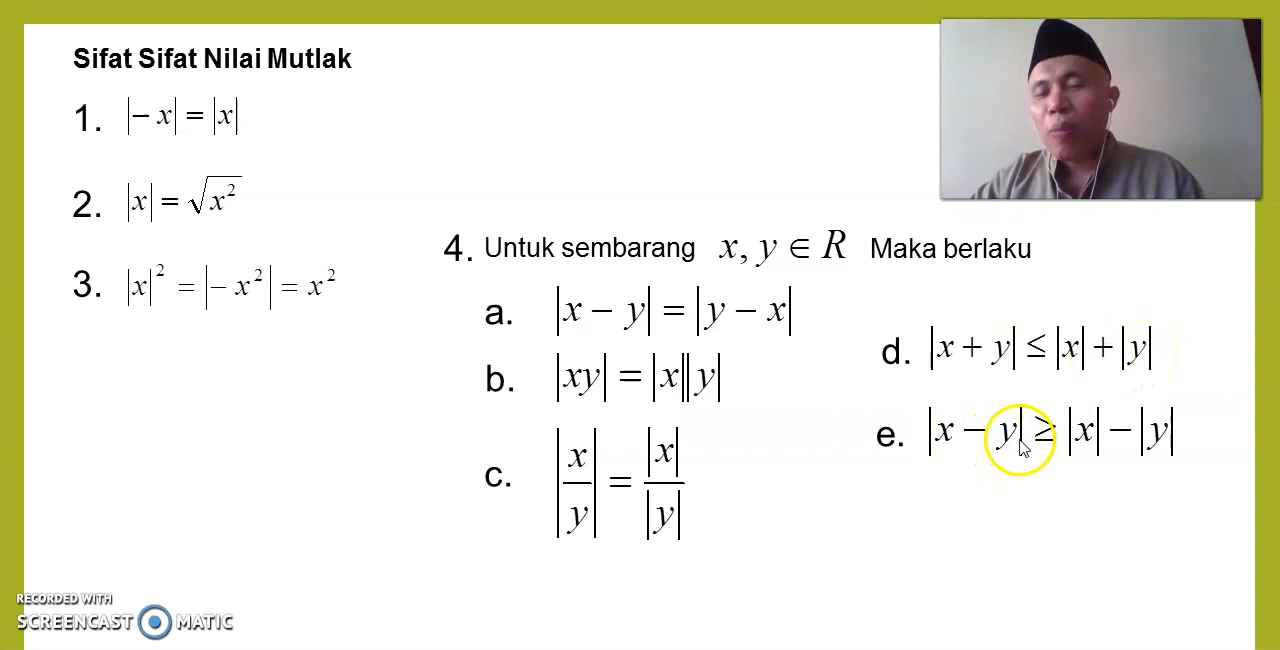 Sifat Sifat Nilai Mutlak
1. |− x| = |x|
2. |x| = √x²
3. |x|² = |− x²| = x²
4. Untuk sembarang x, y ∈ R Maka berlaku
a. |x − y| = |y − x|
b. |xy| = |x||y|
c. |x/y| = |x|/|y|
d. |x + y| ≤ |x| + |y|
e. |x − y| ≥ |x| − |y|
RECORDED WITH
SCREENCAST MATIC